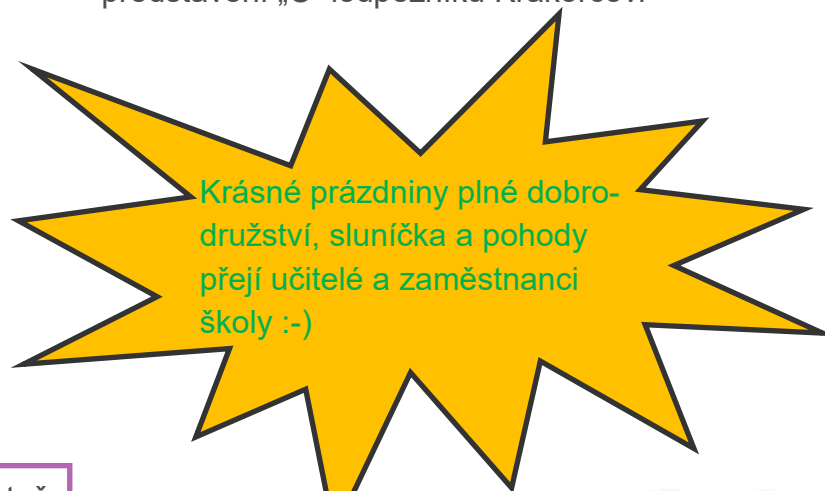 Krásné prázdniny plné dobro-
družství, sluníčka a pohody
přejí učitelé a zaměstnanci
školy :-)